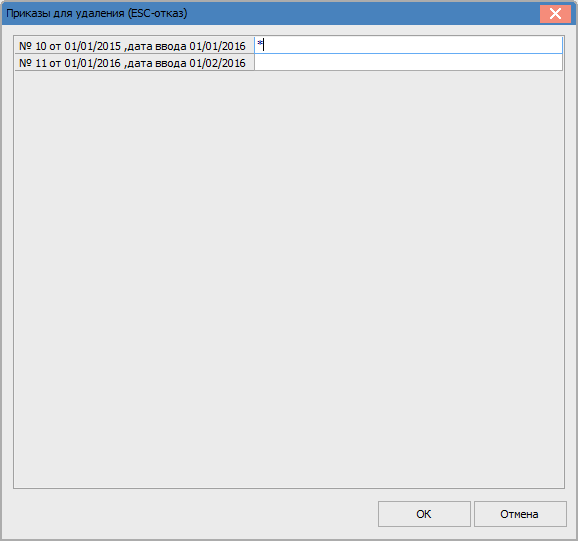 Приказы для удаления (ESC-отказ)
№ 10 от 01/01/2015 ,дата ввода 01/01/2016 *
№ 11 от 01/01/2016 ,дата ввода 01/02/2016
OK Отмена